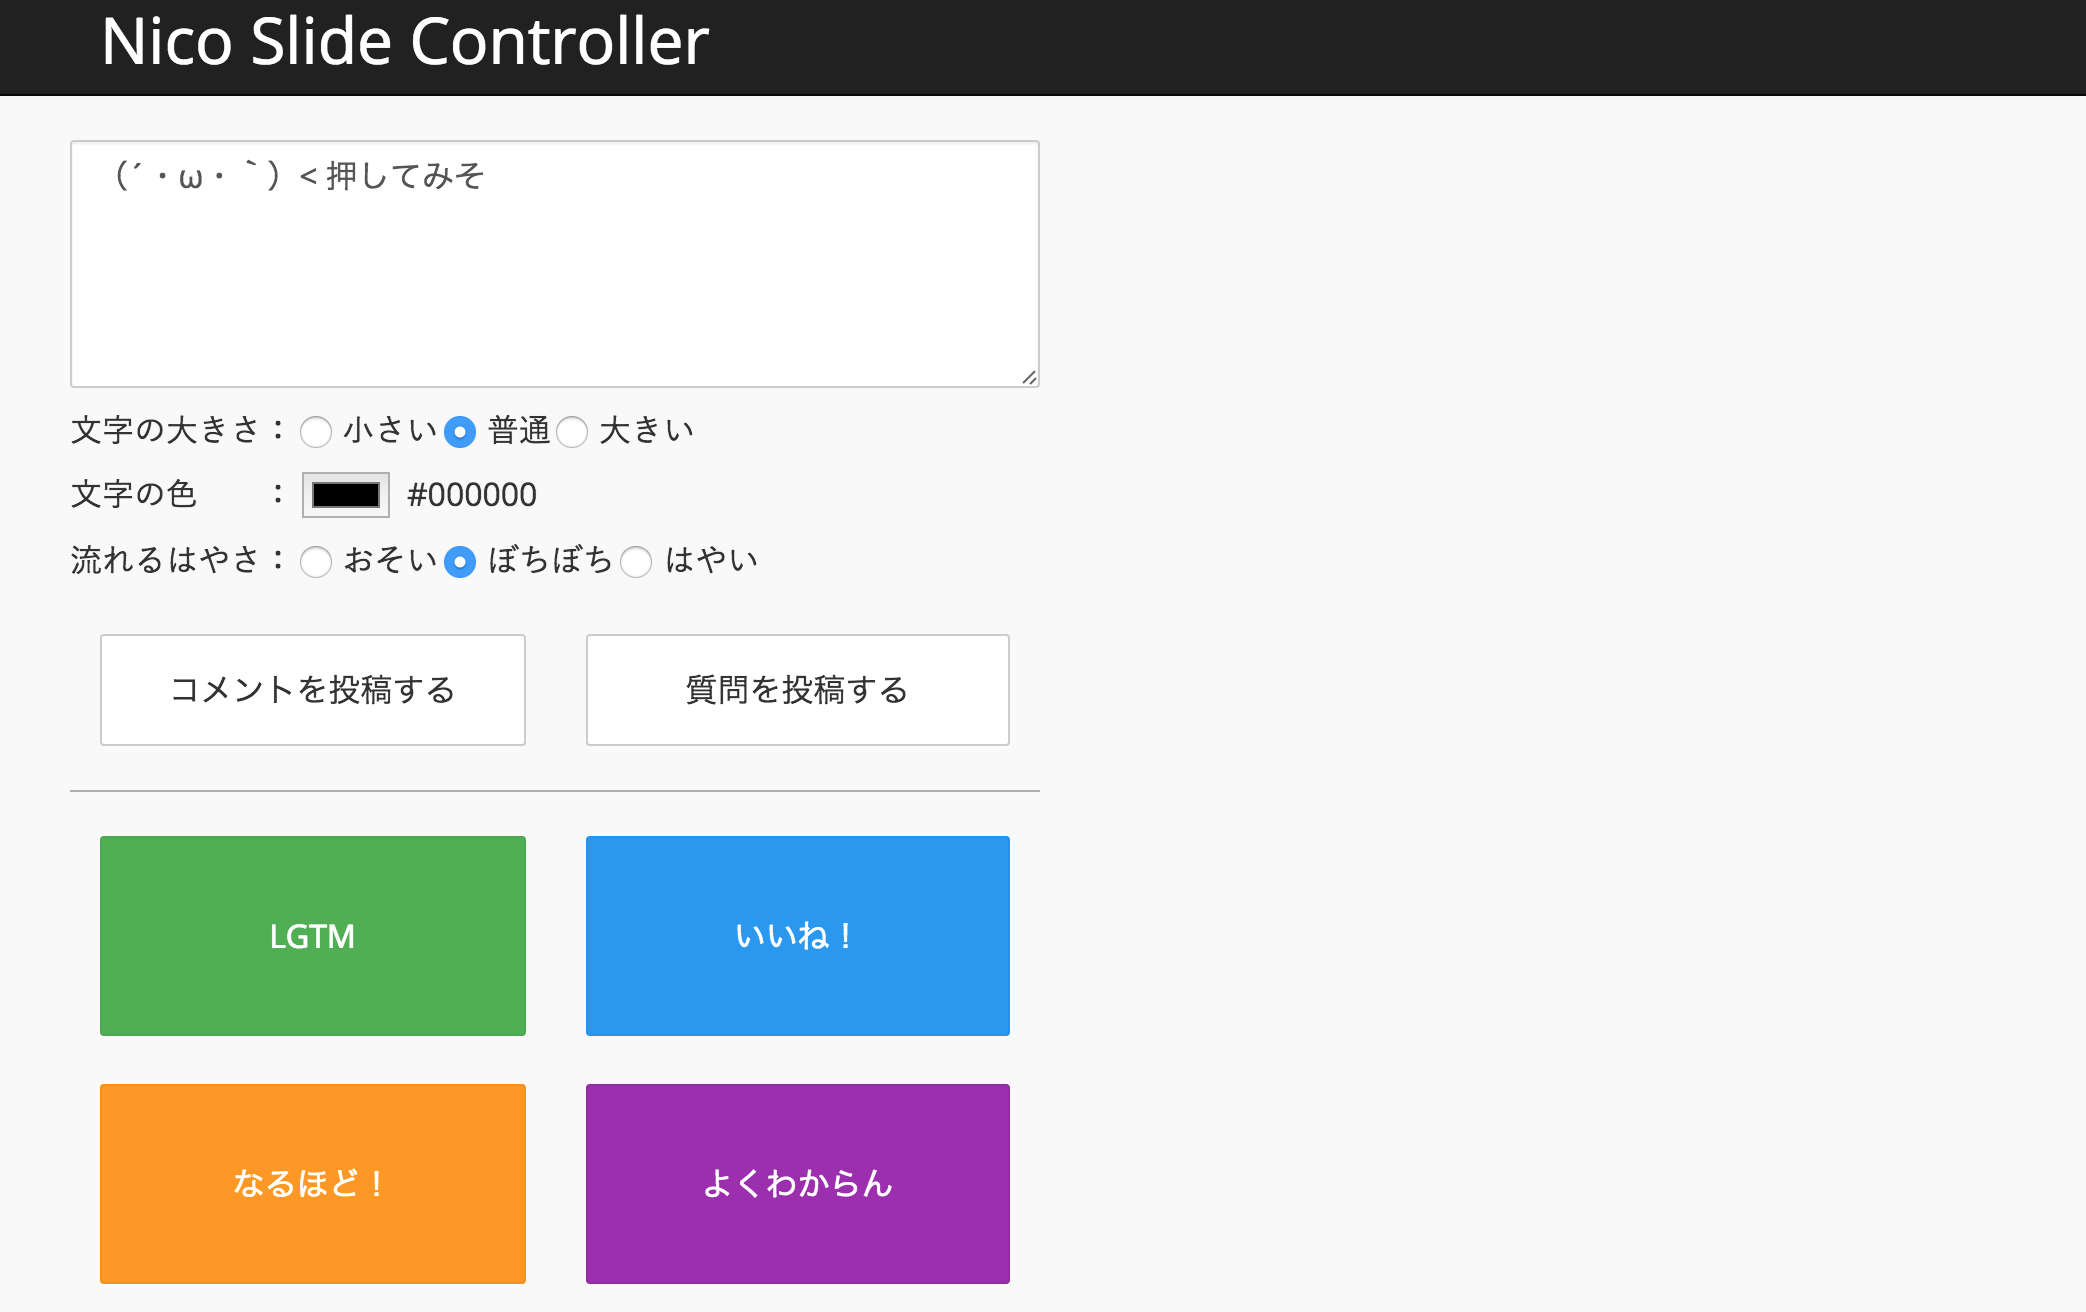 Nico Slide Controller
（´・ω・｀）< 押してみそ
文字の大きさ： 小さい 普通 大きい
文字の色　　： #000000
流れるはやさ： おそい ぼちぼち はやい
コメントを投稿する 質問を投稿する
LGTM いいね！
なるほど！ よくわからん